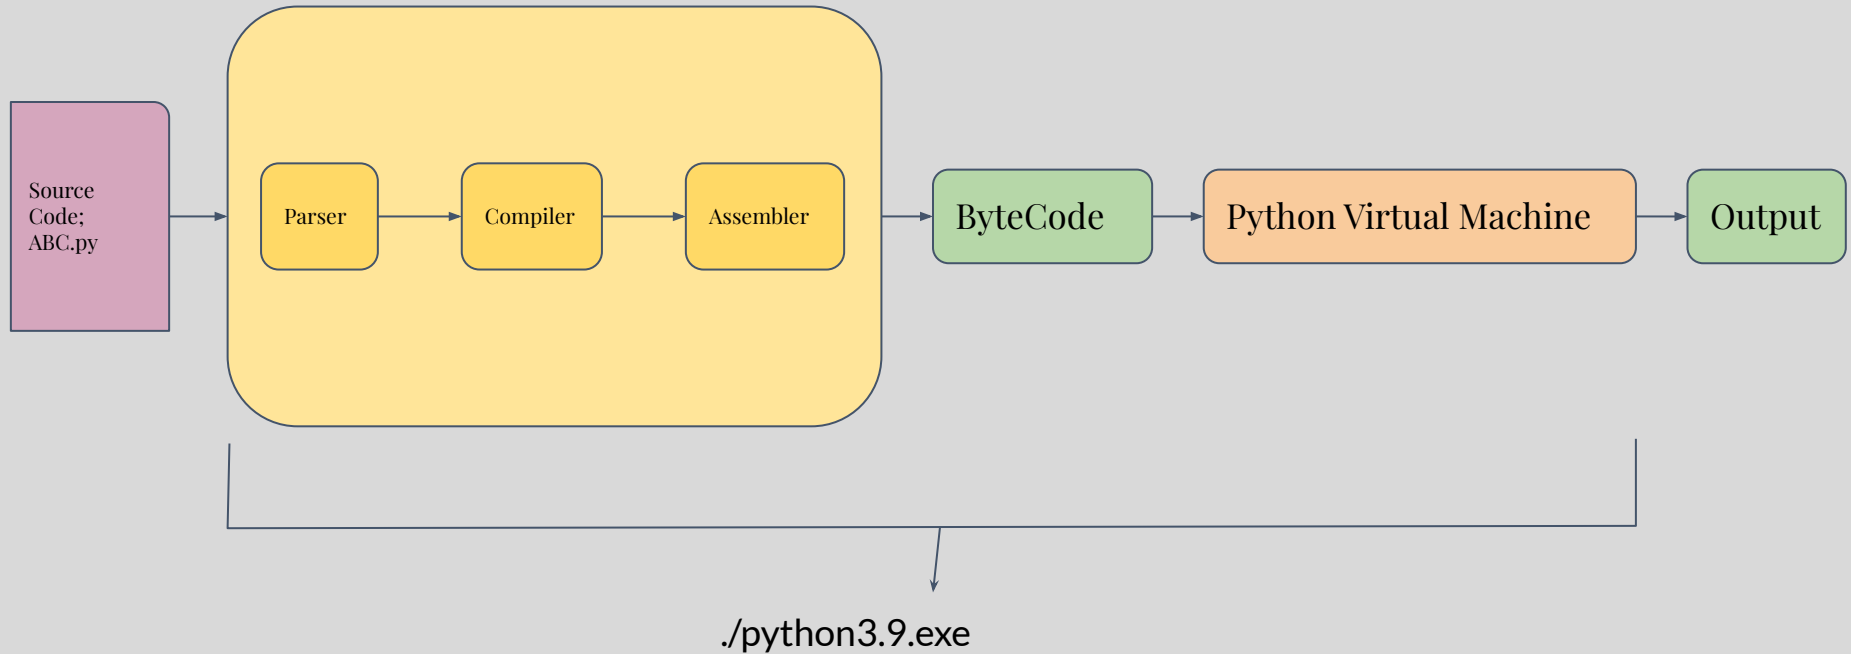 Source
Code;
ABC.py
Parser
Compiler
Assembler
ByteCode
Python Virtual Machine
Output
./python3.9.exe